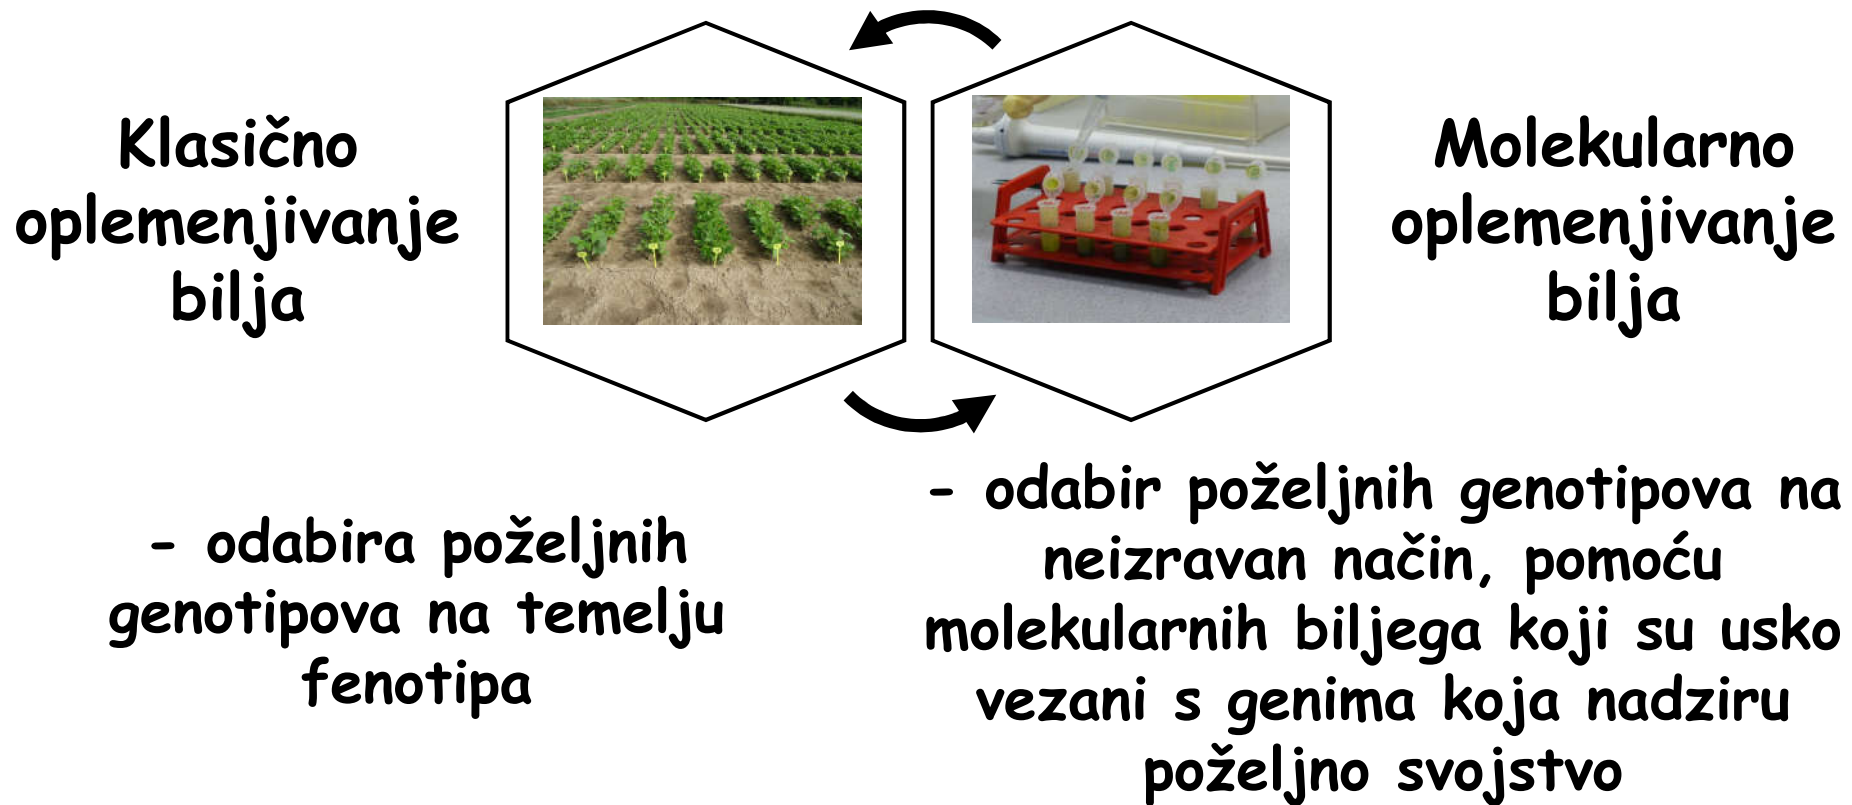 Klasično
oplemenjivanje
bilja
Molekularno
oplemenjivanje
bilja
- odabira poželjnih
genotipova na temelju
fenotipa
- odabir poželjnih genotipova na
neizravan način, pomoću
molekularnih biljega koji su usko
vezani s genima koja nadziru
poželjno svojstvo